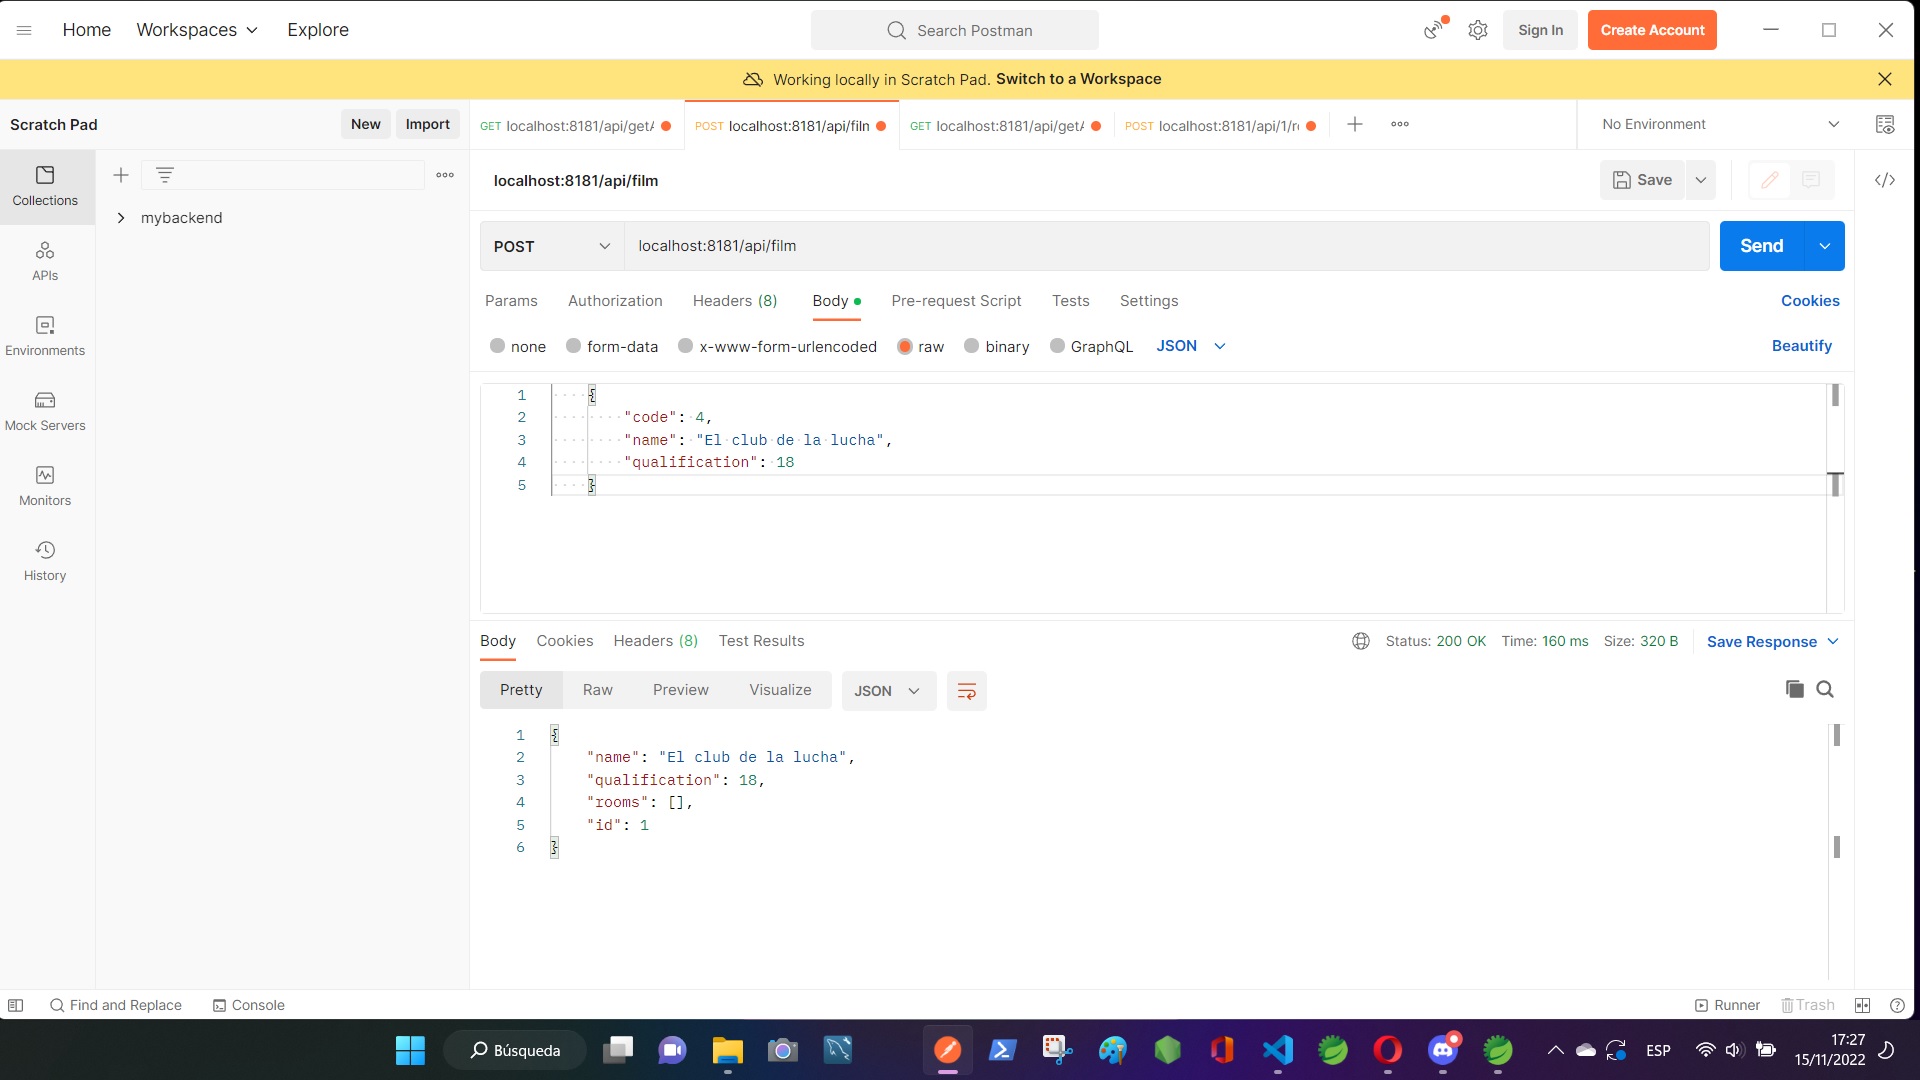 Home Workspaces Explore Search Postman Sign In Create Account
Working locally in Scratch Pad. Switch to a Workspace
Scratch Pad New Import
GET localhost:8181/api/getA POST localhost:8181/api/film GET localhost:8181/api/getA POST localhost:8181/api/1/ro No Environment
Collections
APIs
Environments
Mock Servers
Monitors
History
mybackend
localhost:8181/api/film Save
POST localhost:8181/api/film Send
Params Authorization Headers (8) Body Pre-request Script Tests Settings Cookies
none form-data x-www-form-urlencoded raw binary GraphQL JSON Beautify
1 {
2 "code": 4,
3 "name": "El club de la lucha",
4 "qualification": 18
5 }
Body Cookies Headers (8) Test Results Status: 200 OK Time: 160 ms Size: 320 B Save Response
Pretty Raw Preview Visualize JSON
1 {
2 "name": "El club de la lucha",
3 "qualification": 18,
4 "rooms": [],
5 "id": 1
6 }
Find and Replace Console Runner Trash
Búsqueda ESP 17:27
15/11/2022